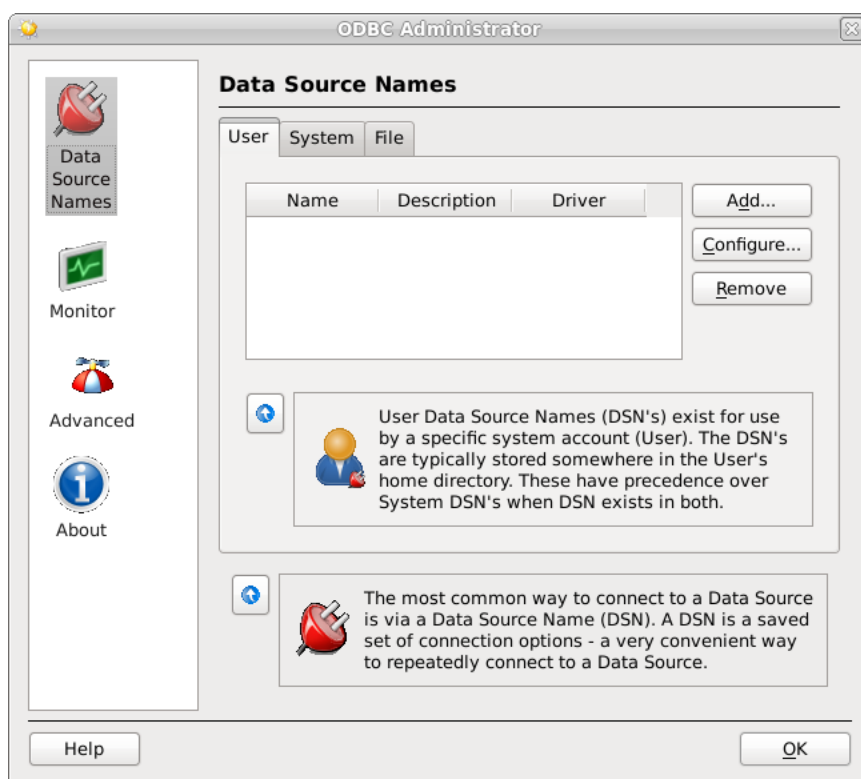 ODBC Administrator
Data
Source
Names
Monitor
Advanced
About
Data Source Names
User System File
Name Description Driver
Add...
Configure...
Remove
User Data Source Names (DSN's) exist for use
by a specific system account (User). The DSN's
are typically stored somewhere in the User's
home directory. These have precedence over
System DSN's when DSN exists in both.
The most common way to connect to a Data Source
is via a Data Source Name (DSN). A DSN is a saved
set of connection options - a very convenient way
to repeatedly connect to a Data Source.
Help
OK